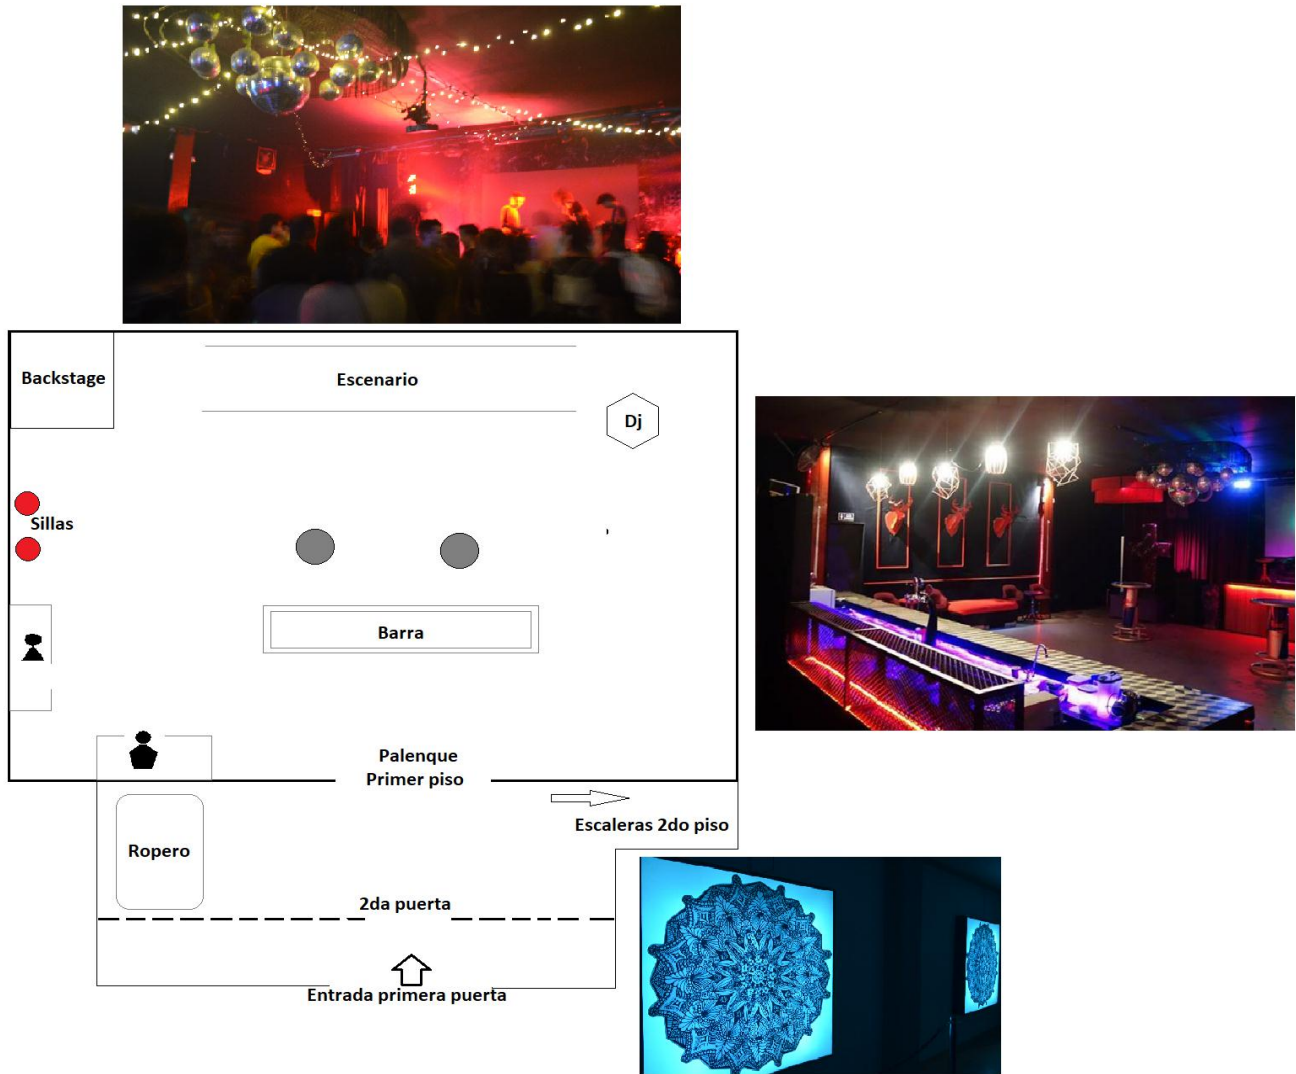 Backstage
Escenario
Dj
Sillas
Barra
Palenque
Primer piso
Escaleras 2do piso
Ropero
2da puerta
Entrada primera puerta